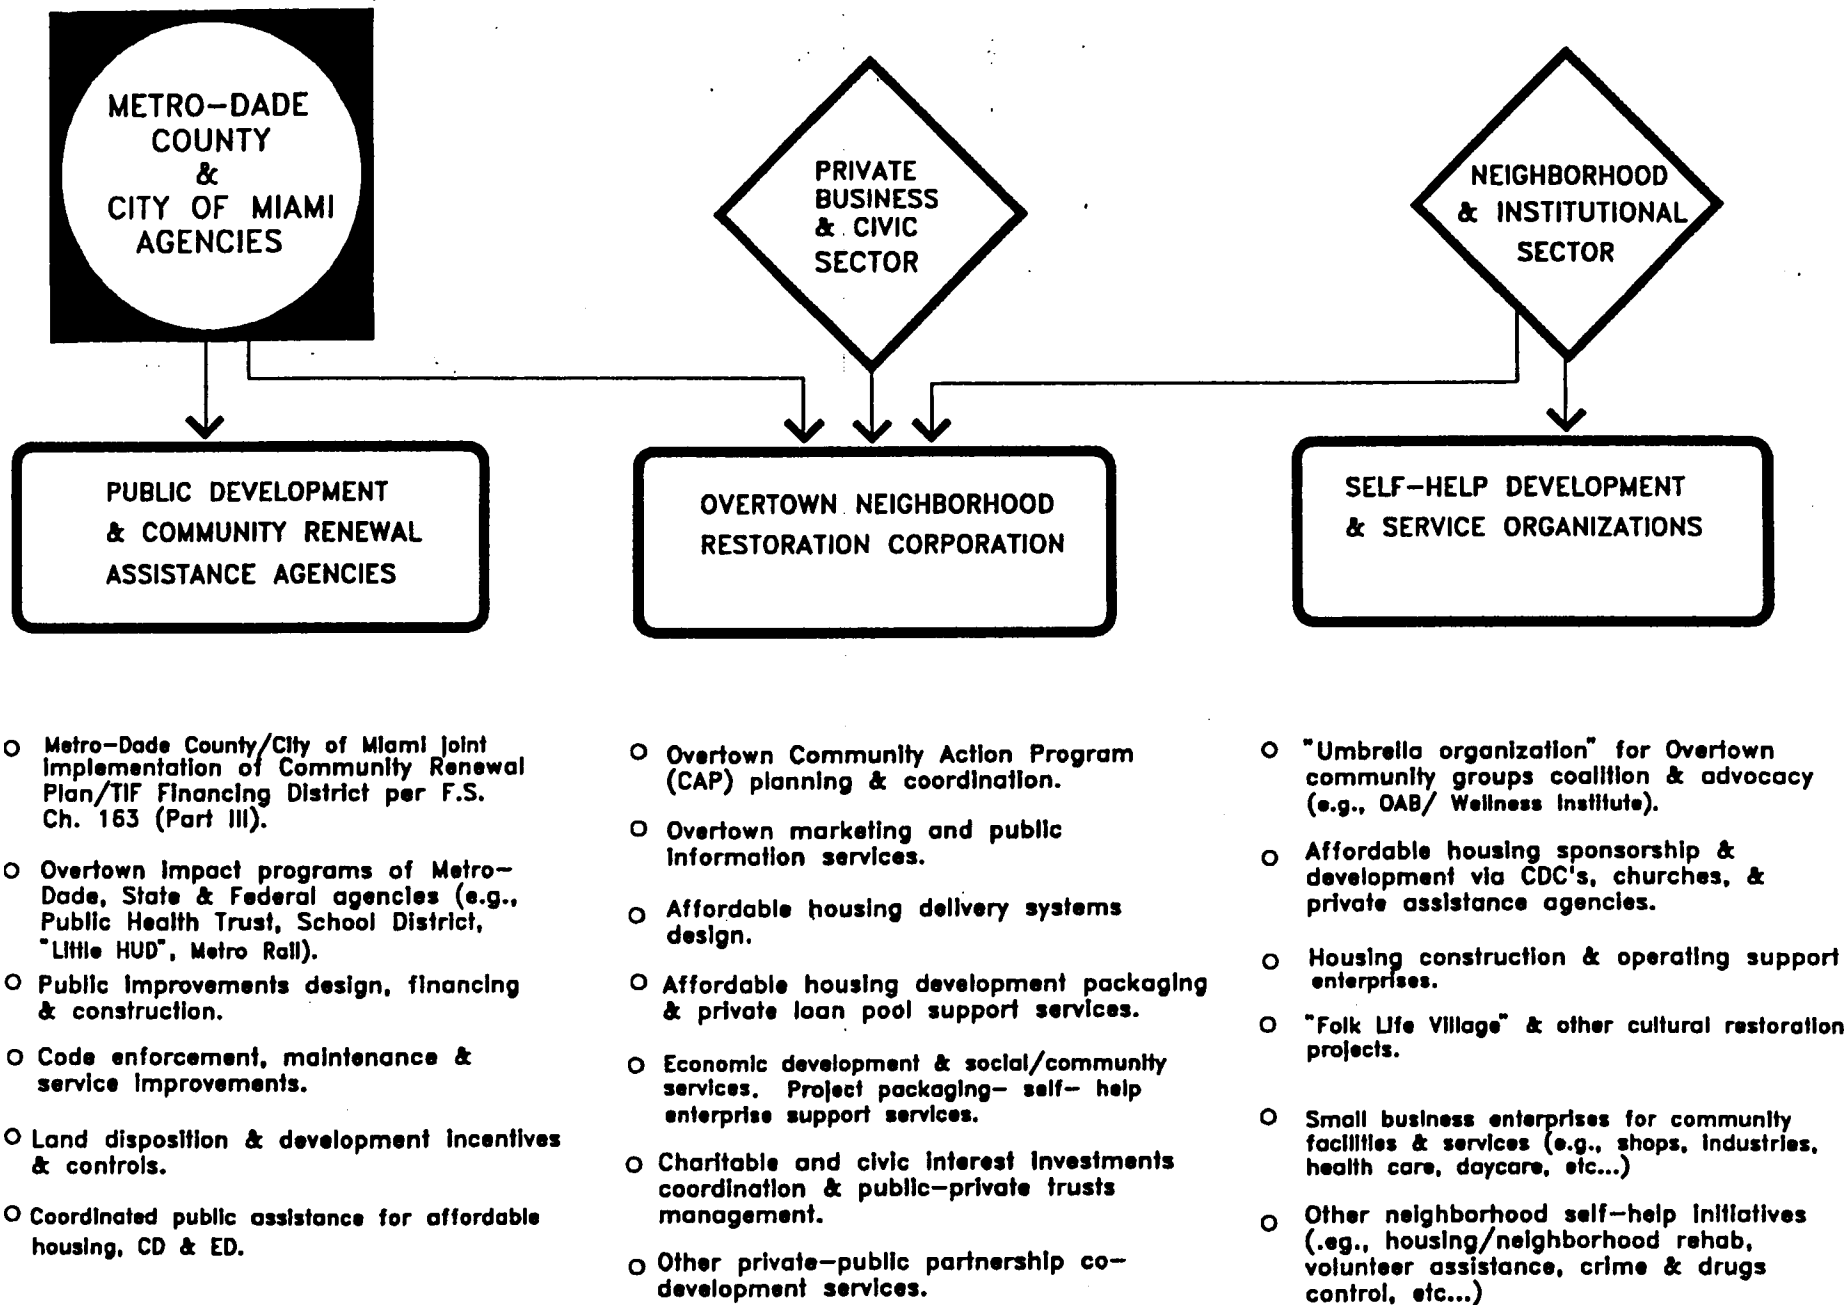 METRO-DADE
COUNTY
&
CITY OF MIAMI
AGENCIES
PRIVATE
BUSINESS
& CIVIC
SECTOR
NEIGHBORHOOD
& INSTITUTIONAL
SECTOR
PUBLIC DEVELOPMENT
& COMMUNITY RENEWAL
ASSISTANCE AGENCIES
OVERTOWN NEIGHBORHOOD
RESTORATION CORPORATION
SELF-HELP DEVELOPMENT
& SERVICE ORGANIZATIONS
o Metro-Dade County/City of Miami joint
implementation of Community Renewal
Plan/TIF Financing District per F.S.
Ch. 163 (Part III).
o Overtown impact programs of Metro-
Dade, State & Federal agencies (e.g.,
Public Health Trust, School District,
"Little HUD", Metro Rail).
o Public improvements design, financing
& construction.
o Code enforcement, maintenance &
service improvements.
o Land disposition & development incentives
& controls.
o Coordinated public assistance for affordable
housing, CD & ED.
o Overtown Community Action Program
(CAP) planning & coordination.
o Overtown marketing and public
information services.
o Affordable housing delivery systems
design.
o Affordable housing development packaging
& private loan pool support services.
o Economic development & social/community
services. Project packaging- self- help
enterprise support services.
o Charitable and civic interest investments
coordination & public-private trusts
management.
o Other private-public partnership co-
development services.
o "Umbrella organization" for Overtown
community groups coalition & advocacy
(e.g., OAB/ Wellness Institute).
o Affordable housing sponsorship &
development via CDC's, churches, &
private assistance agencies.
o Housing construction & operating support
enterprises.
o "Folk Life Village" & other cultural restoration
projects.
o Small business enterprises for community
facilities & services (e.g., shops, industries,
health care, daycare, etc...)
o Other neighborhood self-help initiatives
(.eg., housing/neighborhood rehab,
volunteer assistance, crime & drugs
control, etc...)